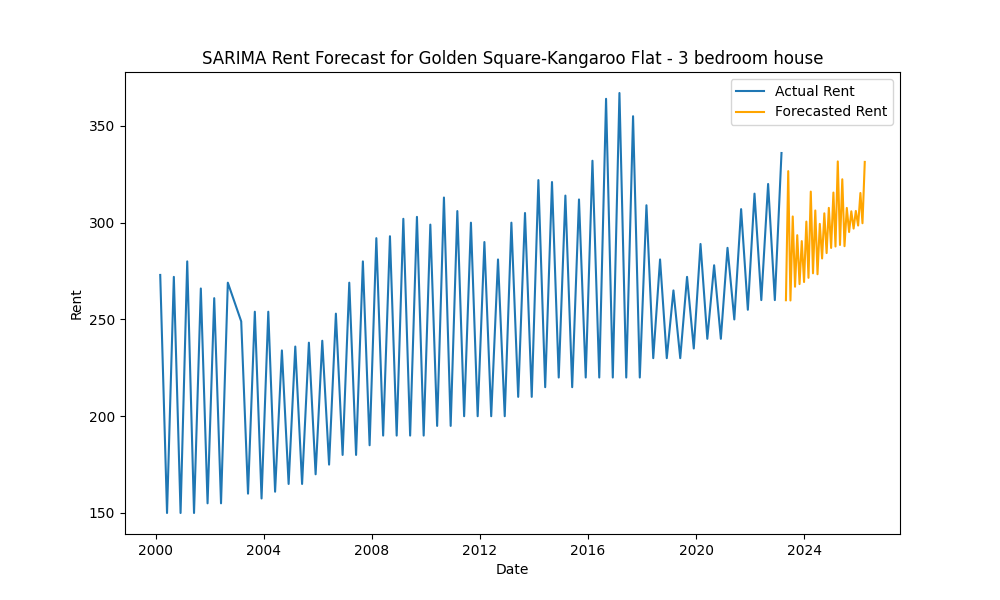 SARIMA Rent Forecast for Golden Square-Kangaroo Flat - 3 bedroom house
Actual Rent
Forecasted Rent
350
300
250
200
150
Rent
2000 2004 2008 2012 2016 2020 2024
Date